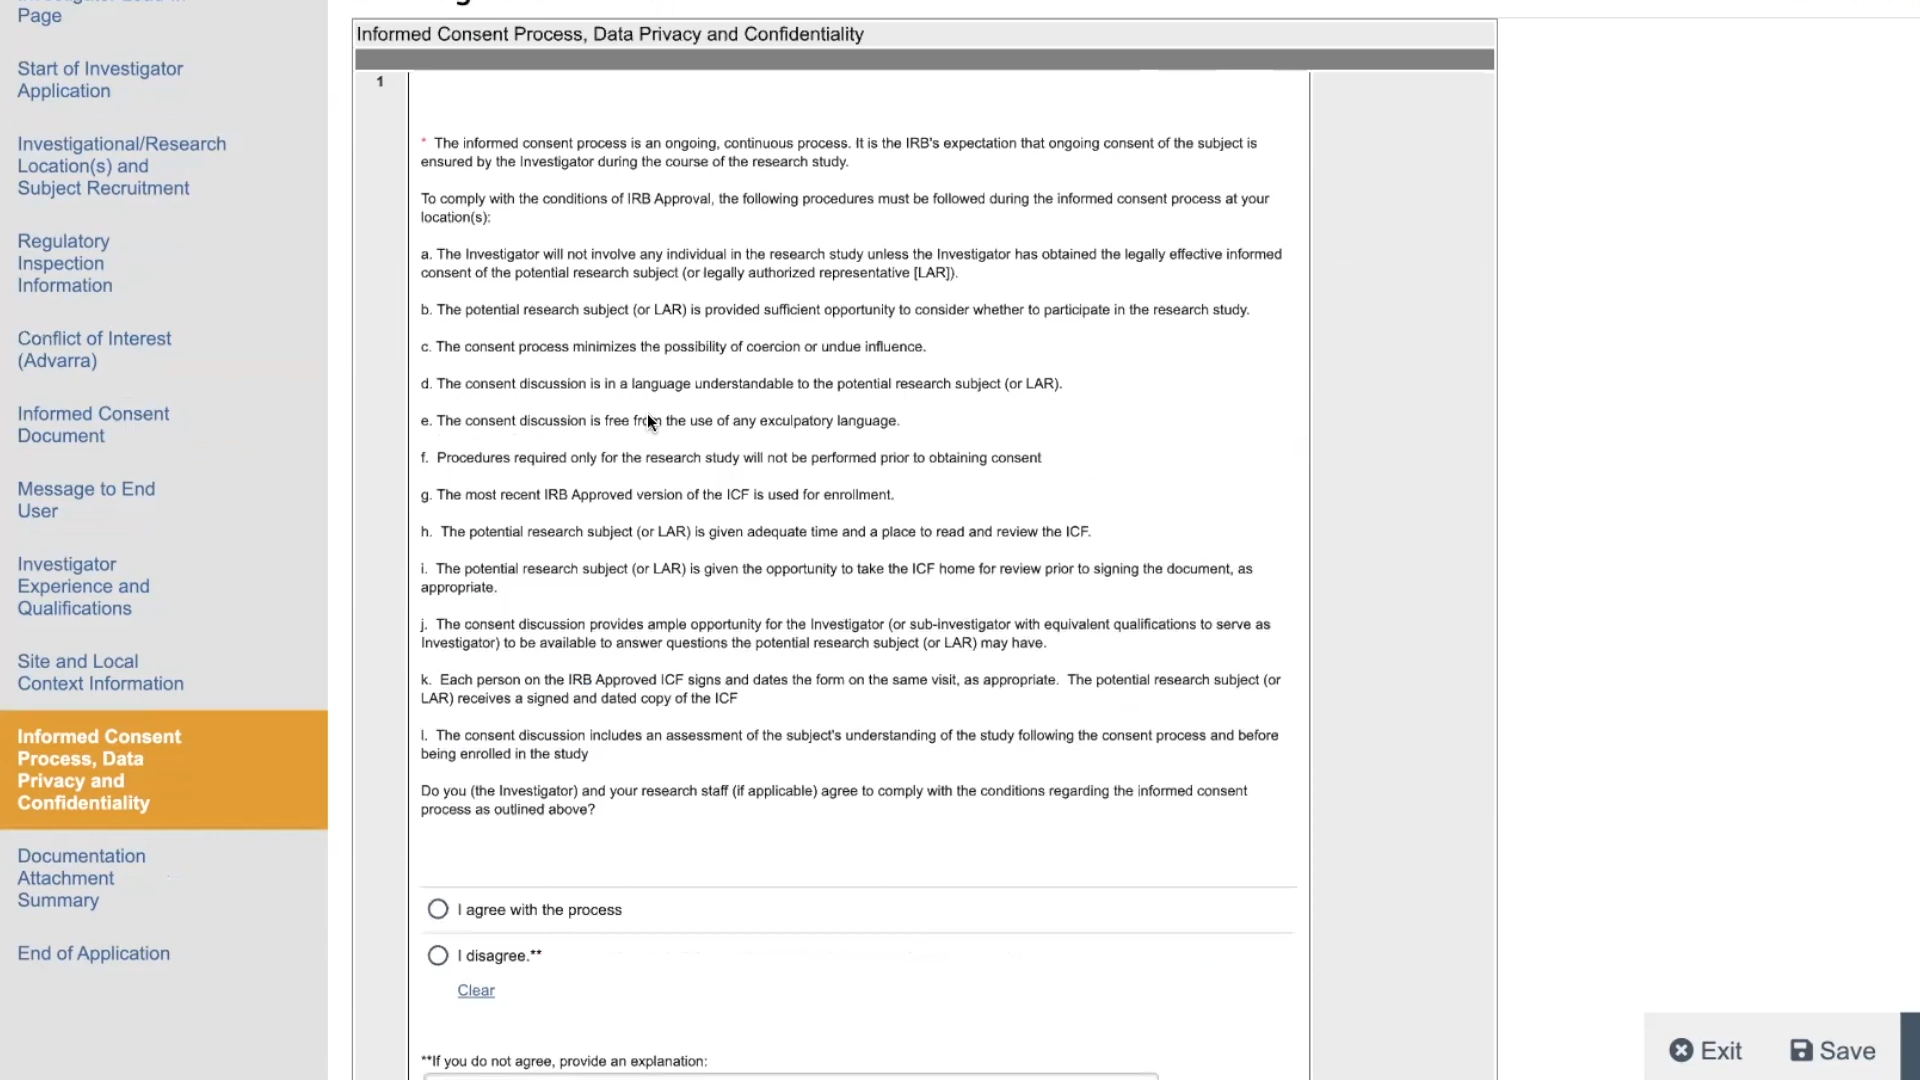 Page
Start of Investigator
Application
Investigational/Research
Location(s) and
Subject Recruitment
Regulatory
Inspection
Information
Conflict of Interest
(Advarra)
Informed Consent
Document
Message to End
User
Investigator
Experience and
Qualifications
Site and Local
Context Information
Informed Consent
Process, Data
Privacy and
Confidentiality
Documentation
Attachment
Summary
End of Application
Informed Consent Process, Data Privacy and Confidentiality
1
* The informed consent process is an ongoing, continuous process. It is the IRB's expectation that ongoing consent of the subject is
ensured by the Investigator during the course of the research study.
To comply with the conditions of IRB Approval, the following procedures must be followed during the informed consent process at your
location(s):
a. The Investigator will not involve any individual in the research study unless the Investigator has obtained the legally effective informed
consent of the potential research subject (or legally authorized representative [LAR]).
b. The potential research subject (or LAR) is provided sufficient opportunity to consider whether to participate in the research study.
c. The consent process minimizes the possibility of coercion or undue influence.
d. The consent discussion is in a language understandable to the potential research subject (or LAR).
e. The consent discussion is free from the use of any exculpatory language.
f. Procedures required only for the research study will not be performed prior to obtaining consent
g. The most recent IRB Approved version of the ICF is used for enrollment.
h. The potential research subject (or LAR) is given adequate time and a place to read and review the ICF.
i. The potential research subject (or LAR) is given the opportunity to take the ICF home for review prior to signing the document, as
appropriate.
j. The consent discussion provides ample opportunity for the Investigator (or sub-investigator with equivalent qualifications to serve as
Investigator) to be available to answer questions the potential research subject (or LAR) may have.
k. Each person on the IRB Approved ICF signs and dates the form on the same visit, as appropriate. The potential research subject (or
LAR) receives a signed and dated copy of the ICF
l. The consent discussion includes an assessment of the subject's understanding of the study following the consent process and before
being enrolled in the study
Do you (the Investigator) and your research staff (if applicable) agree to comply with the conditions regarding the informed consent
process as outlined above?
I agree with the process
I disagree.**
Clear
**If you do not agree, provide an explanation:
Exit
Save